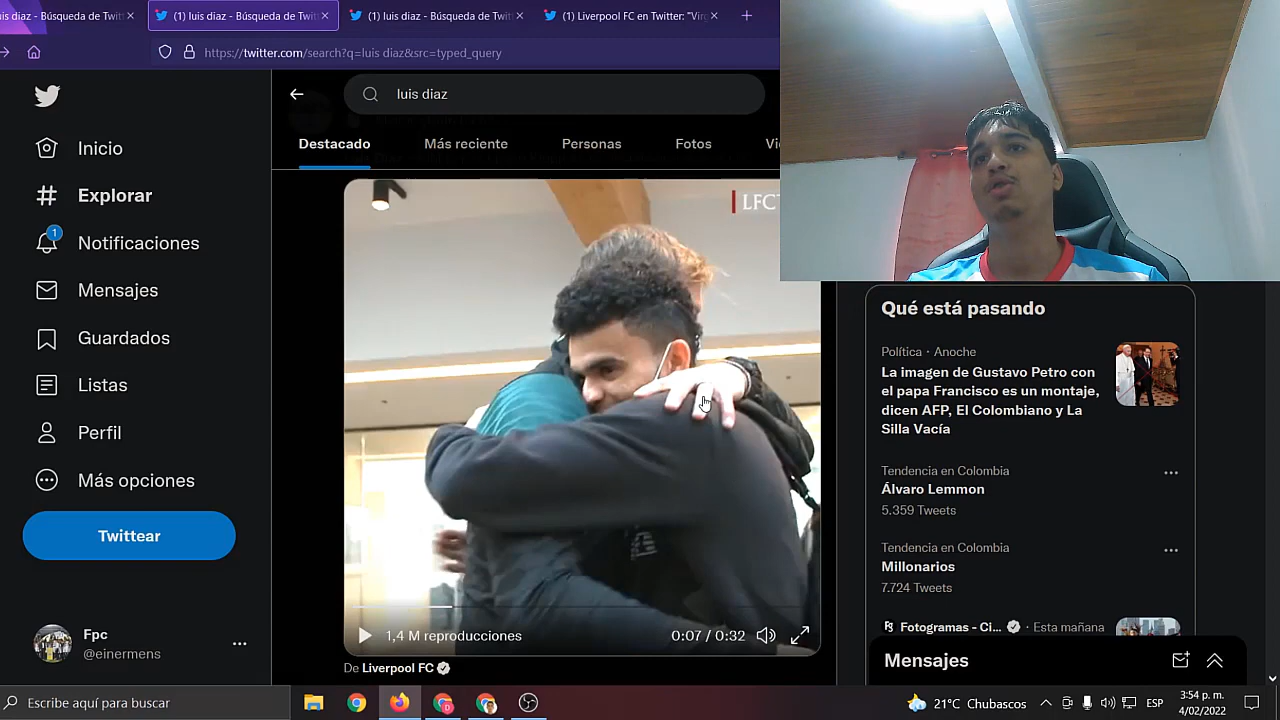 is diaz - Búsqueda de Twitt
(1) luis diaz - Búsqueda de Twitt
(1) luis diaz - Búsqueda de Twitt
(1) Liverpool FC en Twitter: "Virg
https://twitter.com/search?q=luis diaz&src=typed_query
luis diaz
Destacado
Más reciente
Personas
Fotos
Inicio
Explorar
1
Notificaciones
Mensajes
Guardados
Listas
Perfil
Más opciones
Twittear
Fpc
@einermens
LFC
1,4 M reproducciones
0:07 / 0:32
De Liverpool FC
Qué está pasando
Política · Anoche
La imagen de Gustavo Petro con
el papa Francisco es un montaje,
dicen AFP, El Colombiano y La
Silla Vacía
Tendencia en Colombia
Álvaro Lemmon
5.359 Tweets
Tendencia en Colombia
Millonarios
7.724 Tweets
Fotogramas - Ci... · Esta mañana
Mensajes
Escribe aquí para buscar
21°C Chubascos
ESP
3:54 p. m.
4/02/2022